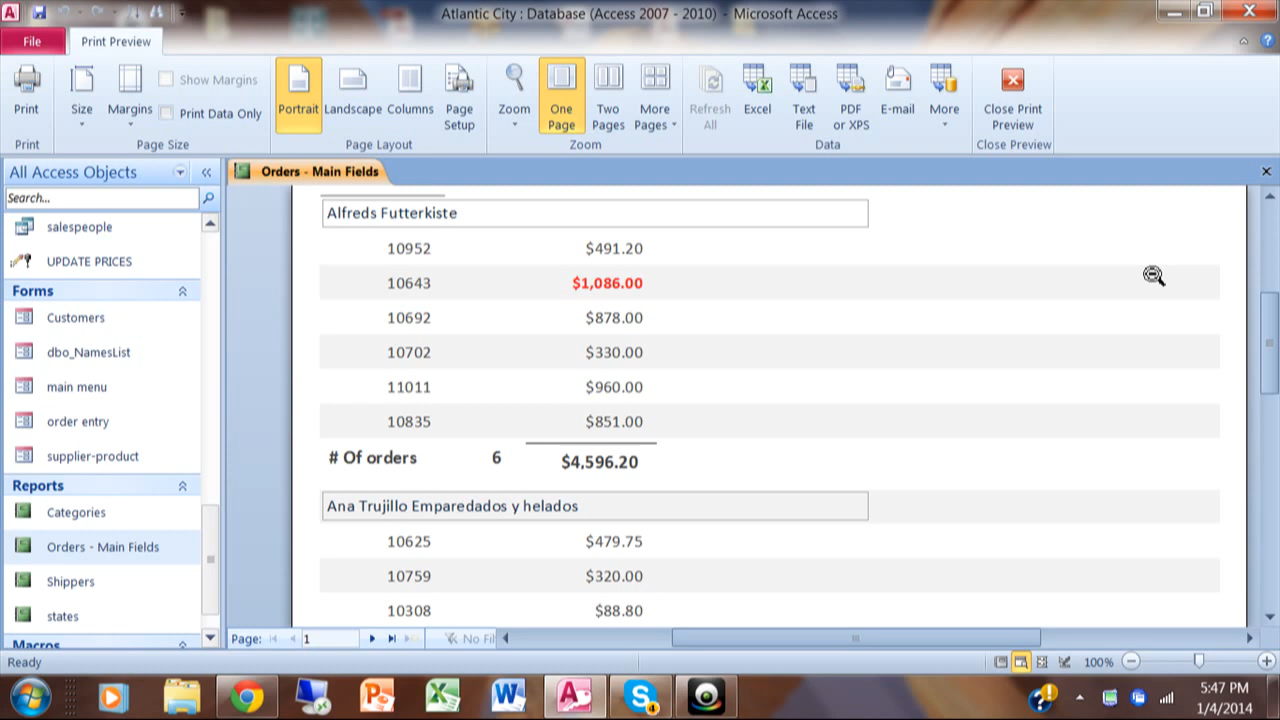 Atlantic City : Database (Access 2007 - 2010) - Microsoft Access
File Print Preview
Print
Size
Margins
Show Margins
Print Data Only
Portrait
Landscape
Columns
Page Setup
Zoom
One Page
Two Pages
More Pages
Refresh All
Excel
Text File
PDF or XPS
E-mail
More
Close Print Preview
Print Page Size Page Layout Zoom Data Close Preview
All Access Objects
Search...
salespeople
UPDATE PRICES
Forms
Customers
dbo_NamesList
main menu
order entry
supplier-product
Reports
Categories
Orders - Main Fields
Shippers
states
Macros
Orders - Main Fields
Alfreds Futterkiste
10952 $491.20
10643 $1,086.00
10692 $878.00
10702 $330.00
11011 $960.00
10835 $851.00
# Of orders 6 $4,596.20
Ana Trujillo Emparedados y helados
10625 $479.75
10759 $320.00
10308 $88.80
Page: 1 No Fil
Ready 100%
5:47 PM
1/4/2014